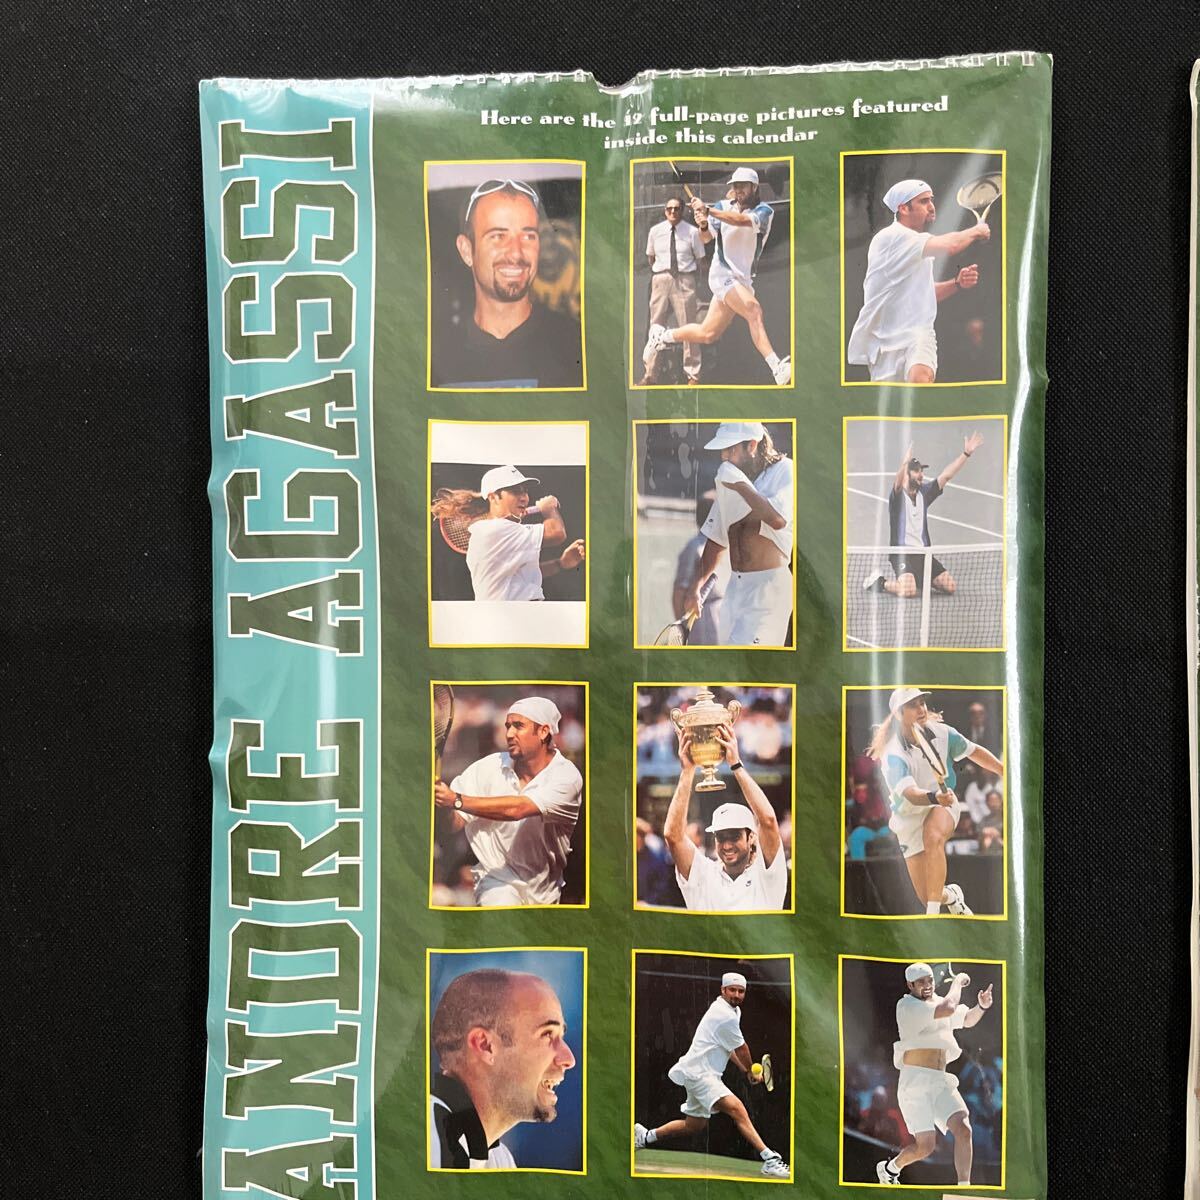 Here are the 12 full-page pictures featured
inside this calendar
ANDRE AGASSI